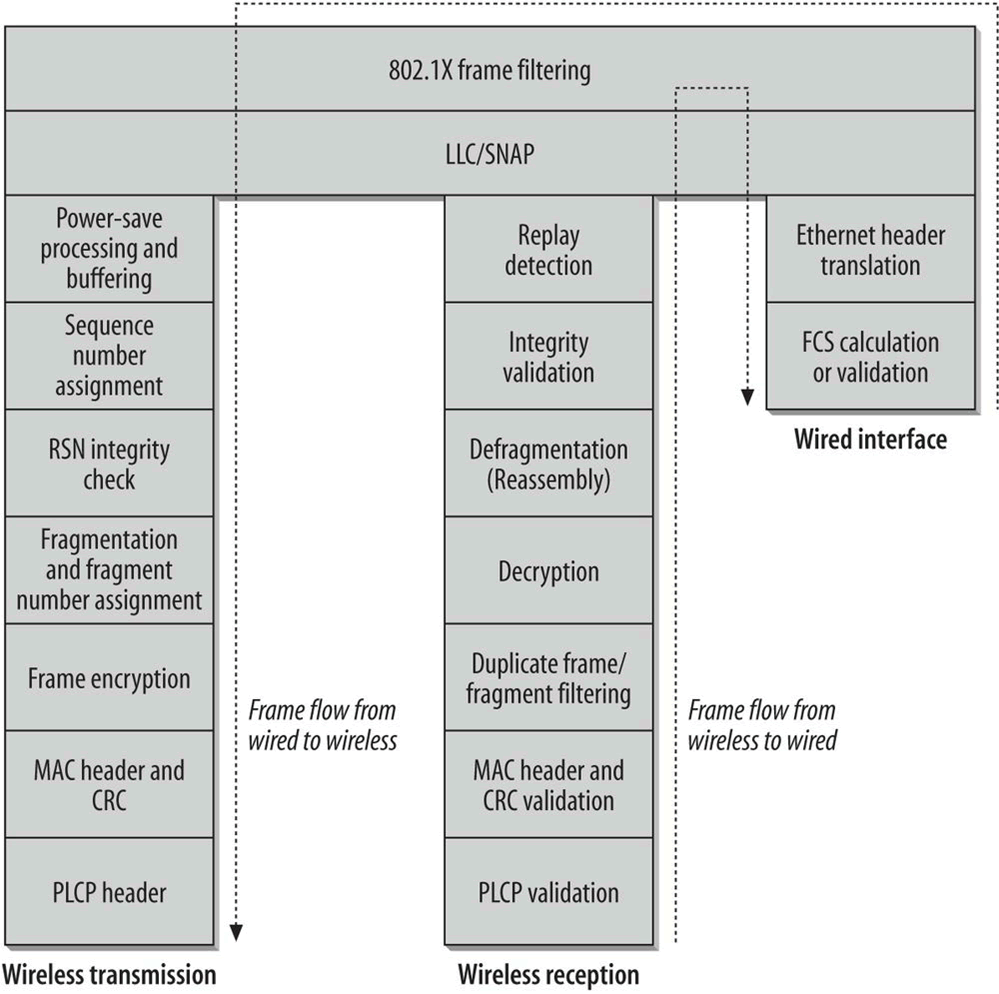 802.1X frame filtering
LLC/SNAP
Power-save
processing and
buffering
Sequence
number
assignment
RSN integrity
check
Fragmentation
and fragment
number assignment
Frame encryption
MAC header and
CRC
PLCP header
Wireless transmission
Frame flow from
wired to wireless
Replay
detection
Integrity
validation
Defragmentation
(Reassembly)
Decryption
Duplicate frame/
fragment filtering
MAC header and
CRC validation
PLCP validation
Wireless reception
Frame flow from
wireless to wired
Ethernet header
translation
FCS calculation
or validation
Wired interface